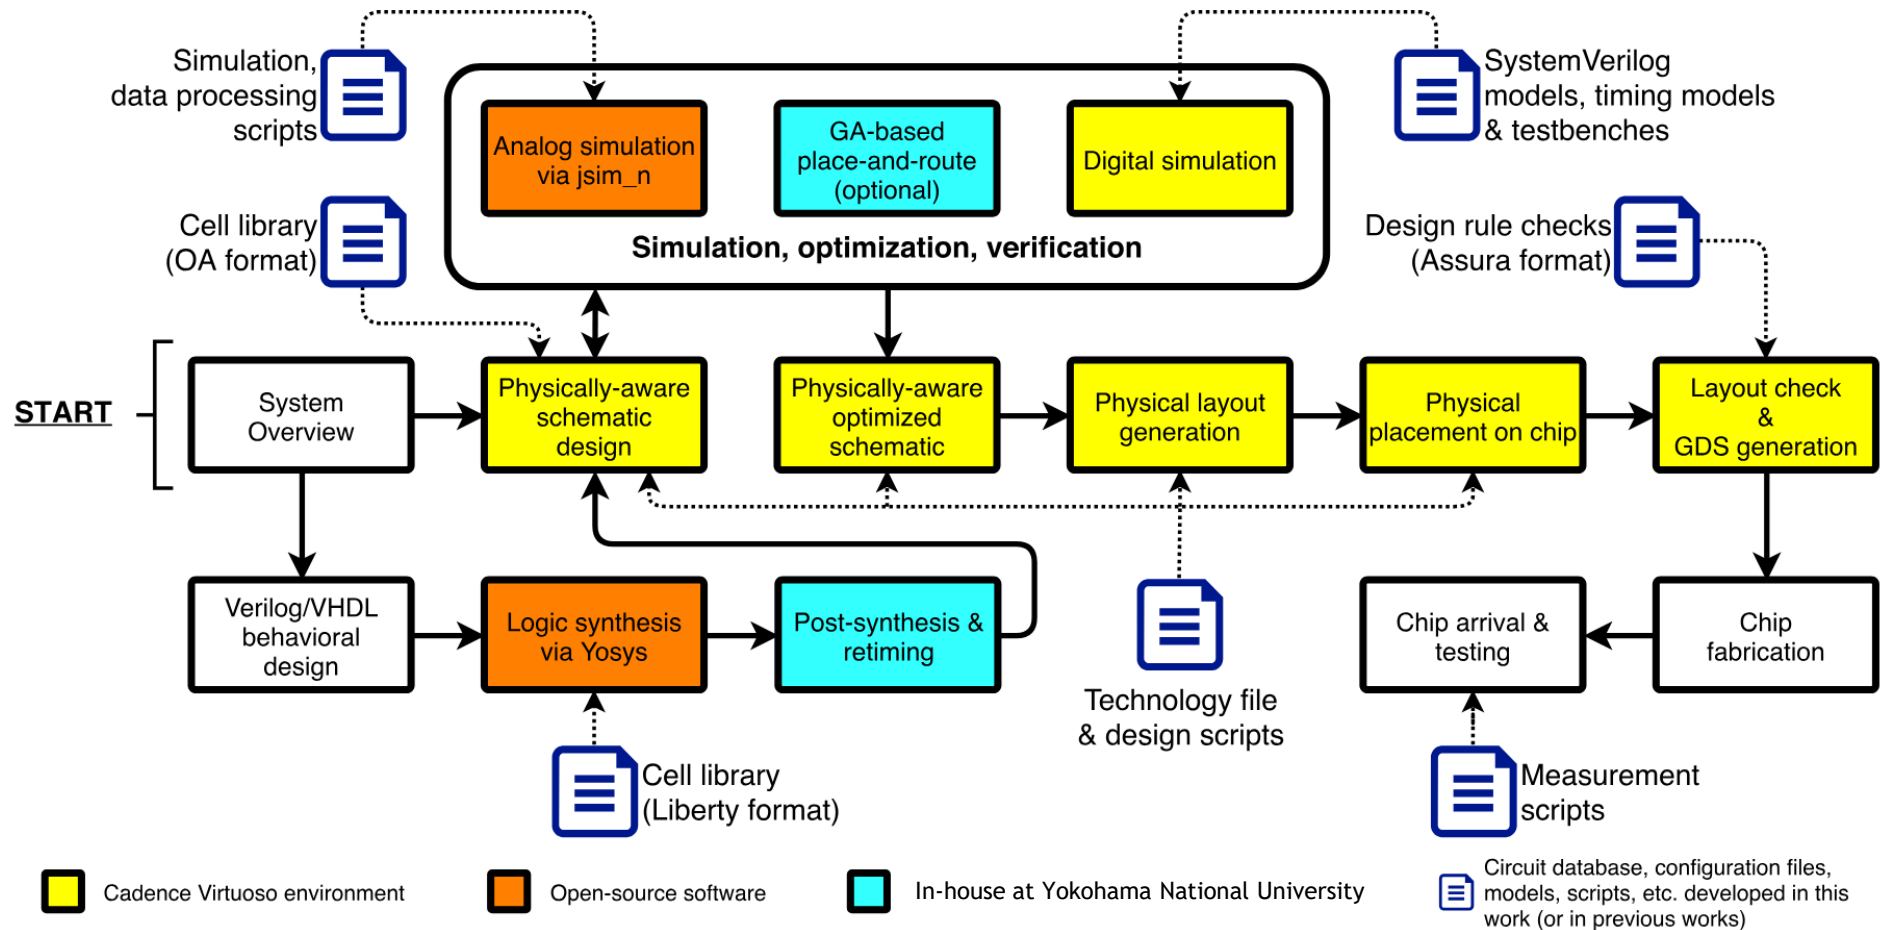 Simulation,
data processing
scripts
SystemVerilog
models, timing models
& testbenches
Analog simulation
via jsim_n
GA-based
place-and-route
(optional)
Digital simulation
Simulation, optimization, verification
Cell library
(OA format)
Design rule checks
(Assura format)
START
System
Overview
Physically-aware
schematic
design
Physically-aware
optimized
schematic
Physical layout
generation
Physical
placement on chip
Layout check
&
GDS generation
Verilog/VHDL
behavioral
design
Logic synthesis
via Yosys
Post-synthesis &
retiming
Technology file
& design scripts
Chip arrival &
testing
Chip
fabrication
Cell library
(Liberty format)
Measurement
scripts
Cadence Virtuoso environment
Open-source software
In-house at Yokohama National University
Circuit database, configuration files,
models, scripts, etc. developed in this
work (or in previous works)